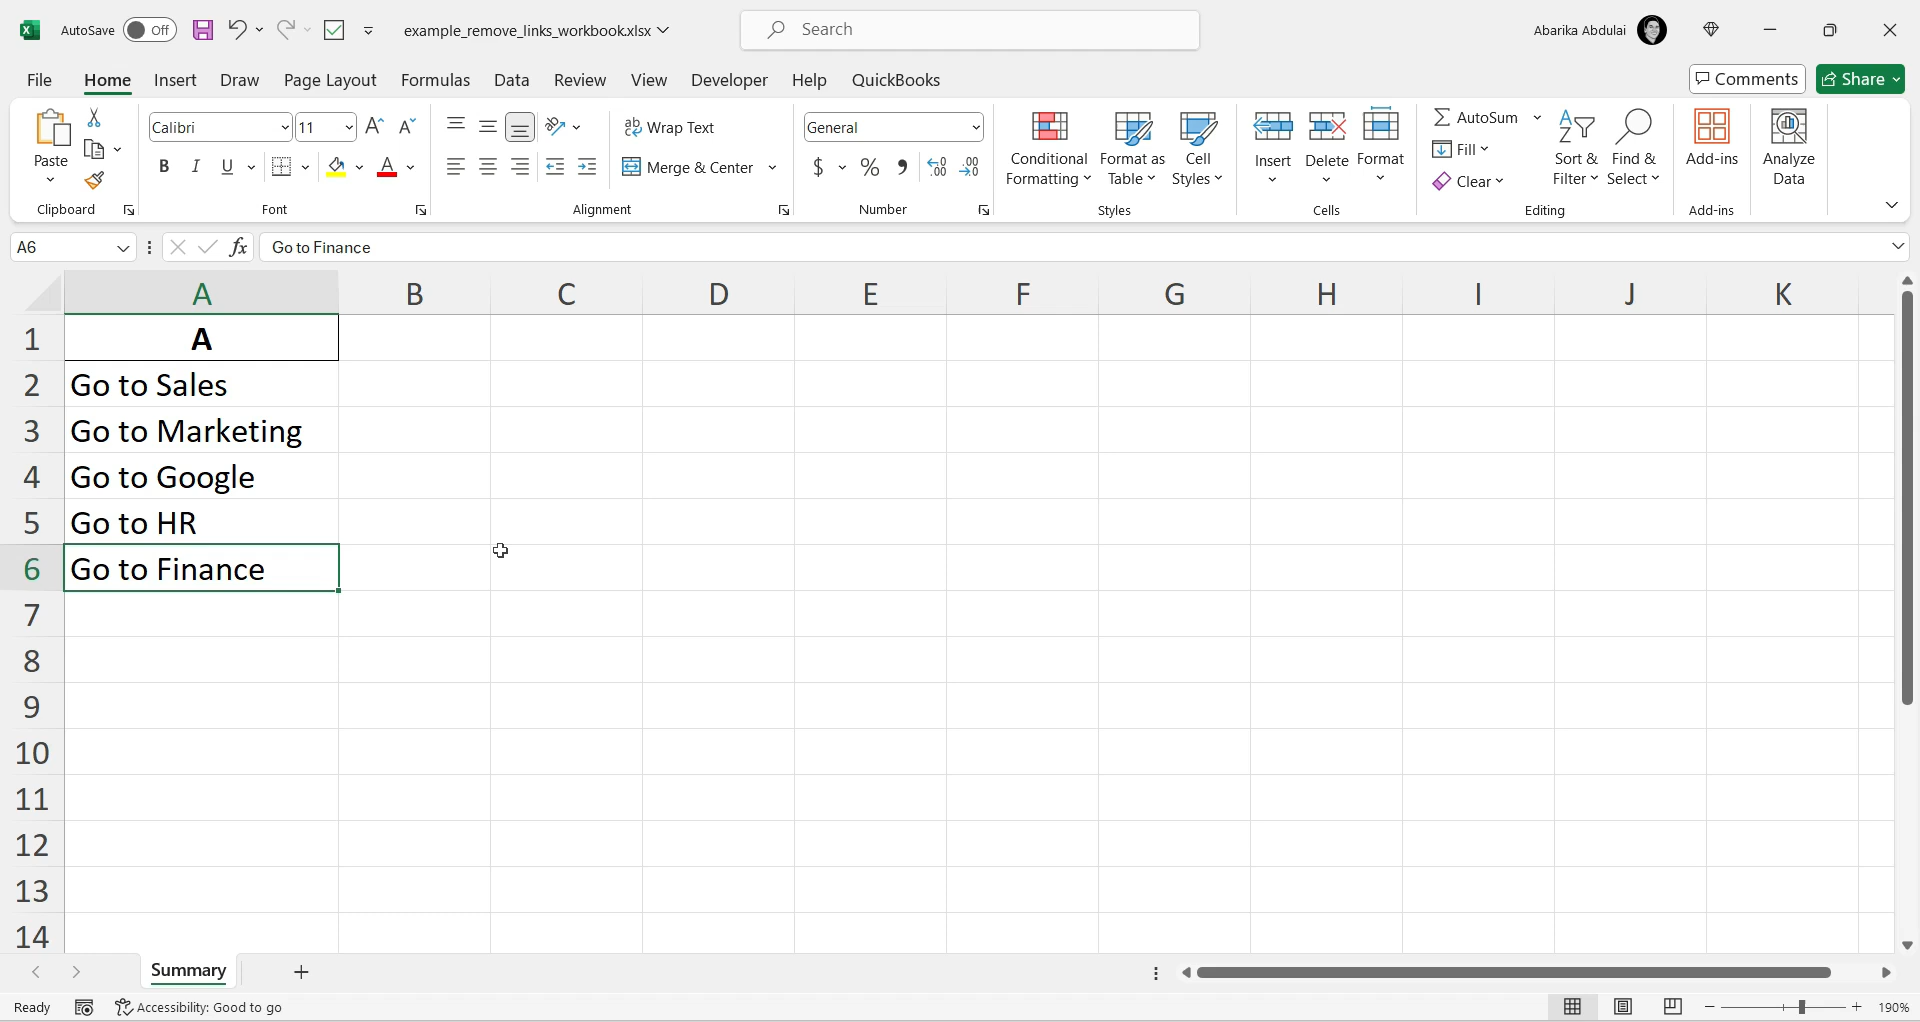 AutoSave Off example_remove_links_workbook.xlsx Search Abarika Abdulai
File Home Insert Draw Page Layout Formulas Data Review View Developer Help QuickBooks Comments Share
Paste
Clipboard
Calibri 11
B I U A
Font
Wrap Text
Merge & Center
Alignment
General
$ % , .00 .00
Number
Conditional Formatting
Format as Table
Cell Styles
Styles
Insert Delete Format
Cells
AutoSum
Fill
Clear
Sort & Filter
Find & Select
Editing
Add-ins
Add-ins
Analyze Data
A6 fx Go to Finance
A B C D E F G H I J K
1 A
2 Go to Sales
3 Go to Marketing
4 Go to Google
5 Go to HR
6 Go to Finance
7
8
9
10
11
12
13
14
Summary
Ready Accessibility: Good to go 190%